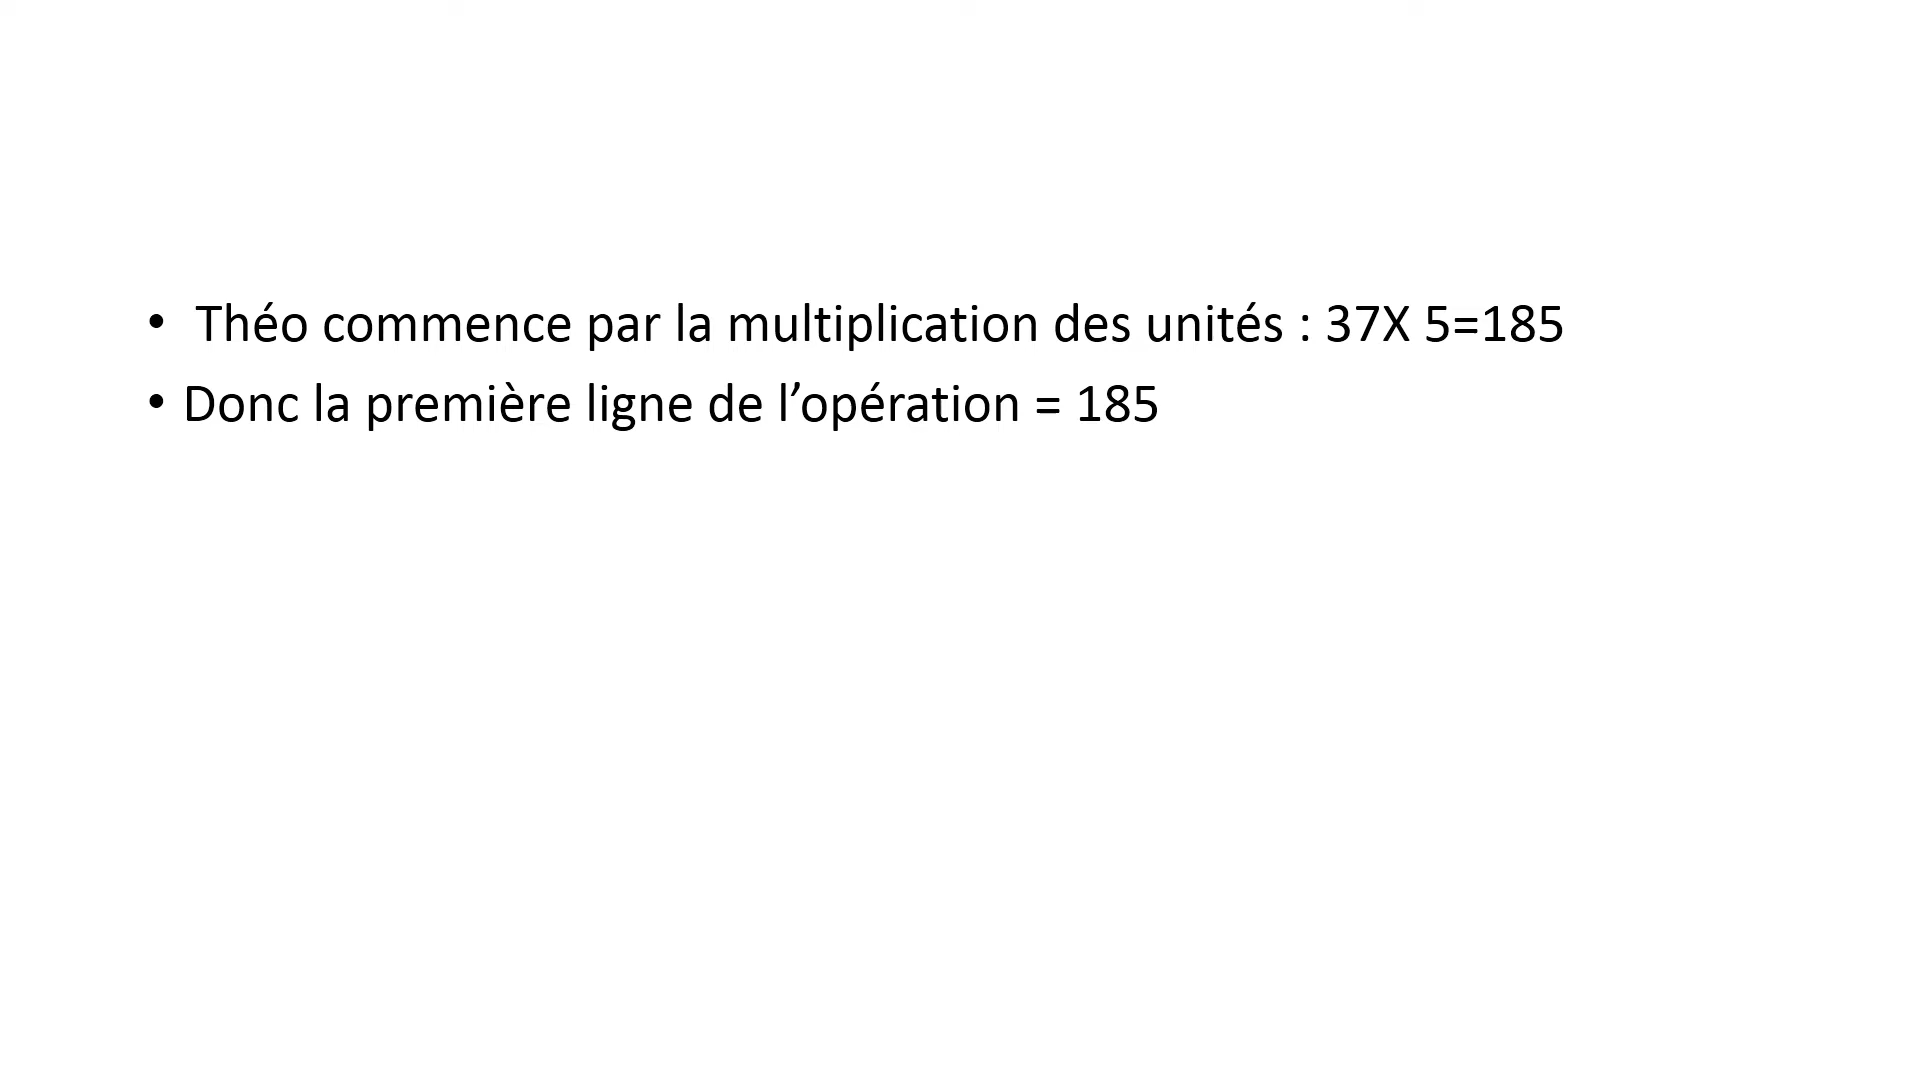 • Théo commence par la multiplication des unités : 37X 5=185
• Donc la première ligne de l’opération = 185